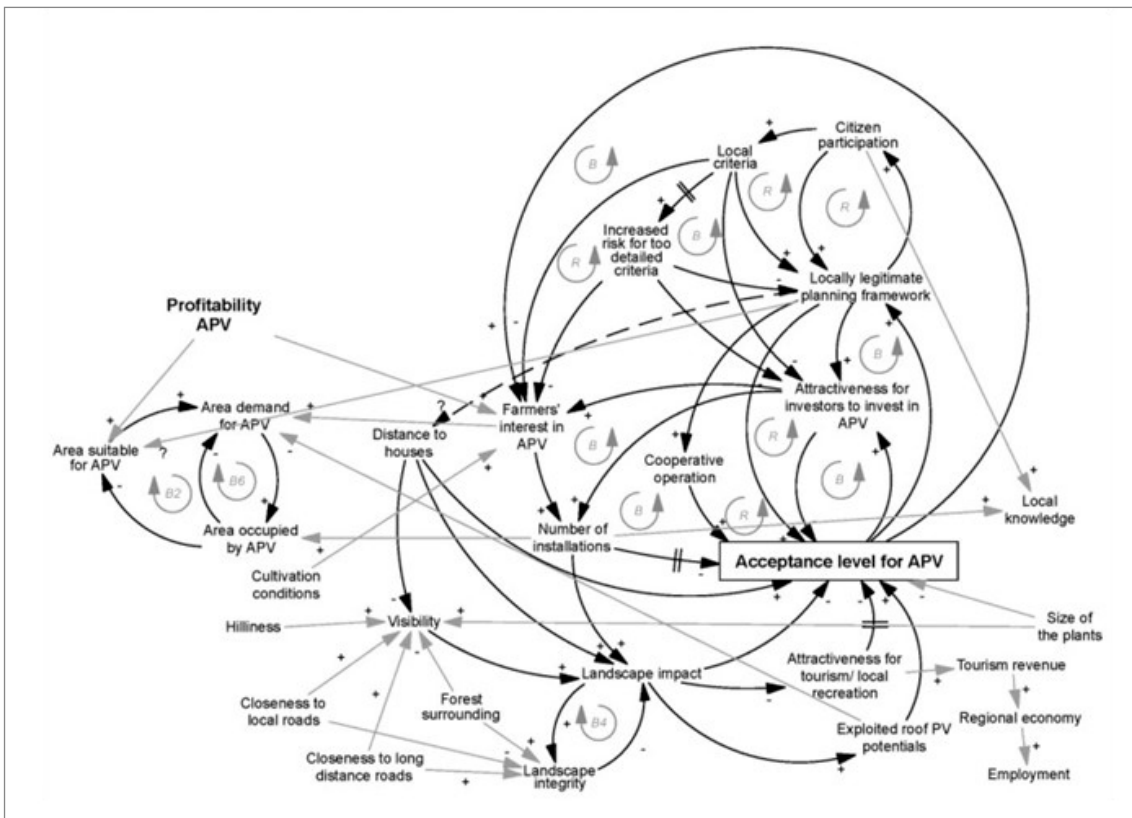 Citizen
participation
Local
criteria
B
R
R
Increased
risk for too
detailed
criteria
B
R
Locally legitimate
planning framework
Profitability
APV
B
Attractiveness for
investors to invest in
APV
Farmers'
interest in
APV
Area demand
for APV
Distance to
houses
Area suitable
for APV
B
R
Cooperative
operation
B2
B6
B
Local
knowledge
Area occupied
by APV
Number of
installations
B
R
Acceptance level for APV
Cultivation
conditions
Hilliness
Visibility
Size of
the plants
Attractiveness for
tourism/ local
recreation
Tourism revenue
Landscape impact
Closeness to
local roads
Forest
surrounding
B4
Exploited roof PV
potentials
Regional economy
Closeness to long
distance roads
Landscape
integrity
Employment